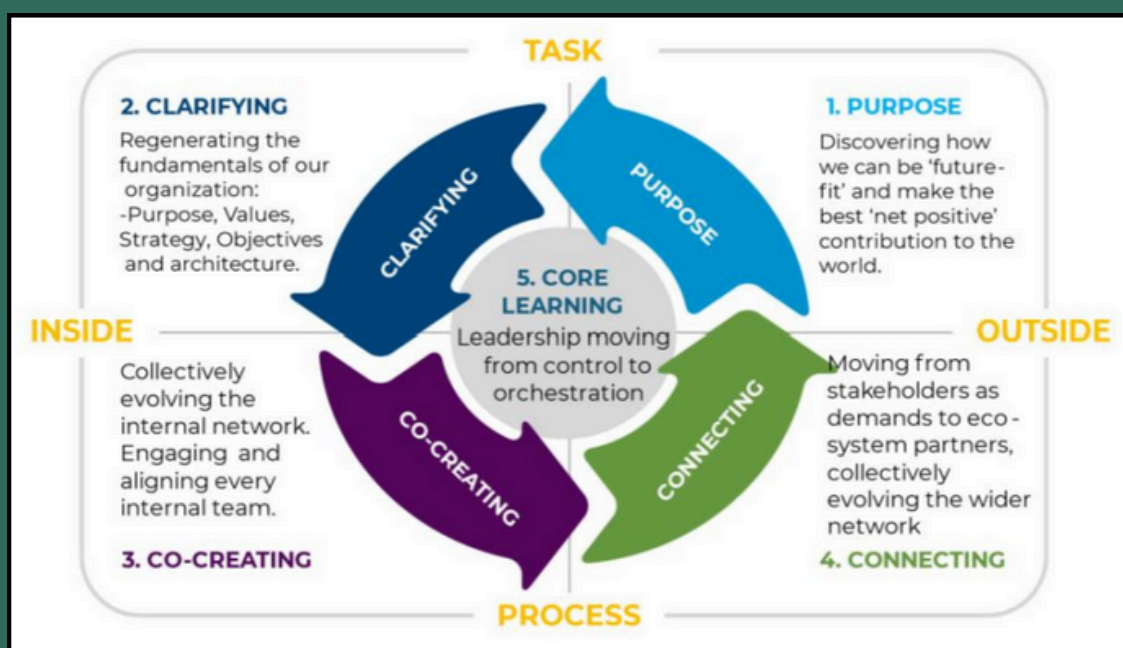 TASK
1. PURPOSE
Discovering how
we can be ‘future-
fit’ and make the
best ‘net positive’
contribution to the
world.
2. CLARIFYING
Regenerating the
fundamentals of our
organization:
-Purpose, Values,
Strategy, Objectives
and architecture.
PURPOSE
CLARIFYING
5. CORE
LEARNING
Leadership moving
from control to
orchestration
INSIDE
OUTSIDE
Collectively
evolving the
internal network.
Engaging and
aligning every
internal team.
3. CO-CREATING
CO-CREATING
CONNECTING
Moving from
stakeholders as
demands to eco-
system partners,
collectively
evolving the wider
network
4. CONNECTING
PROCESS